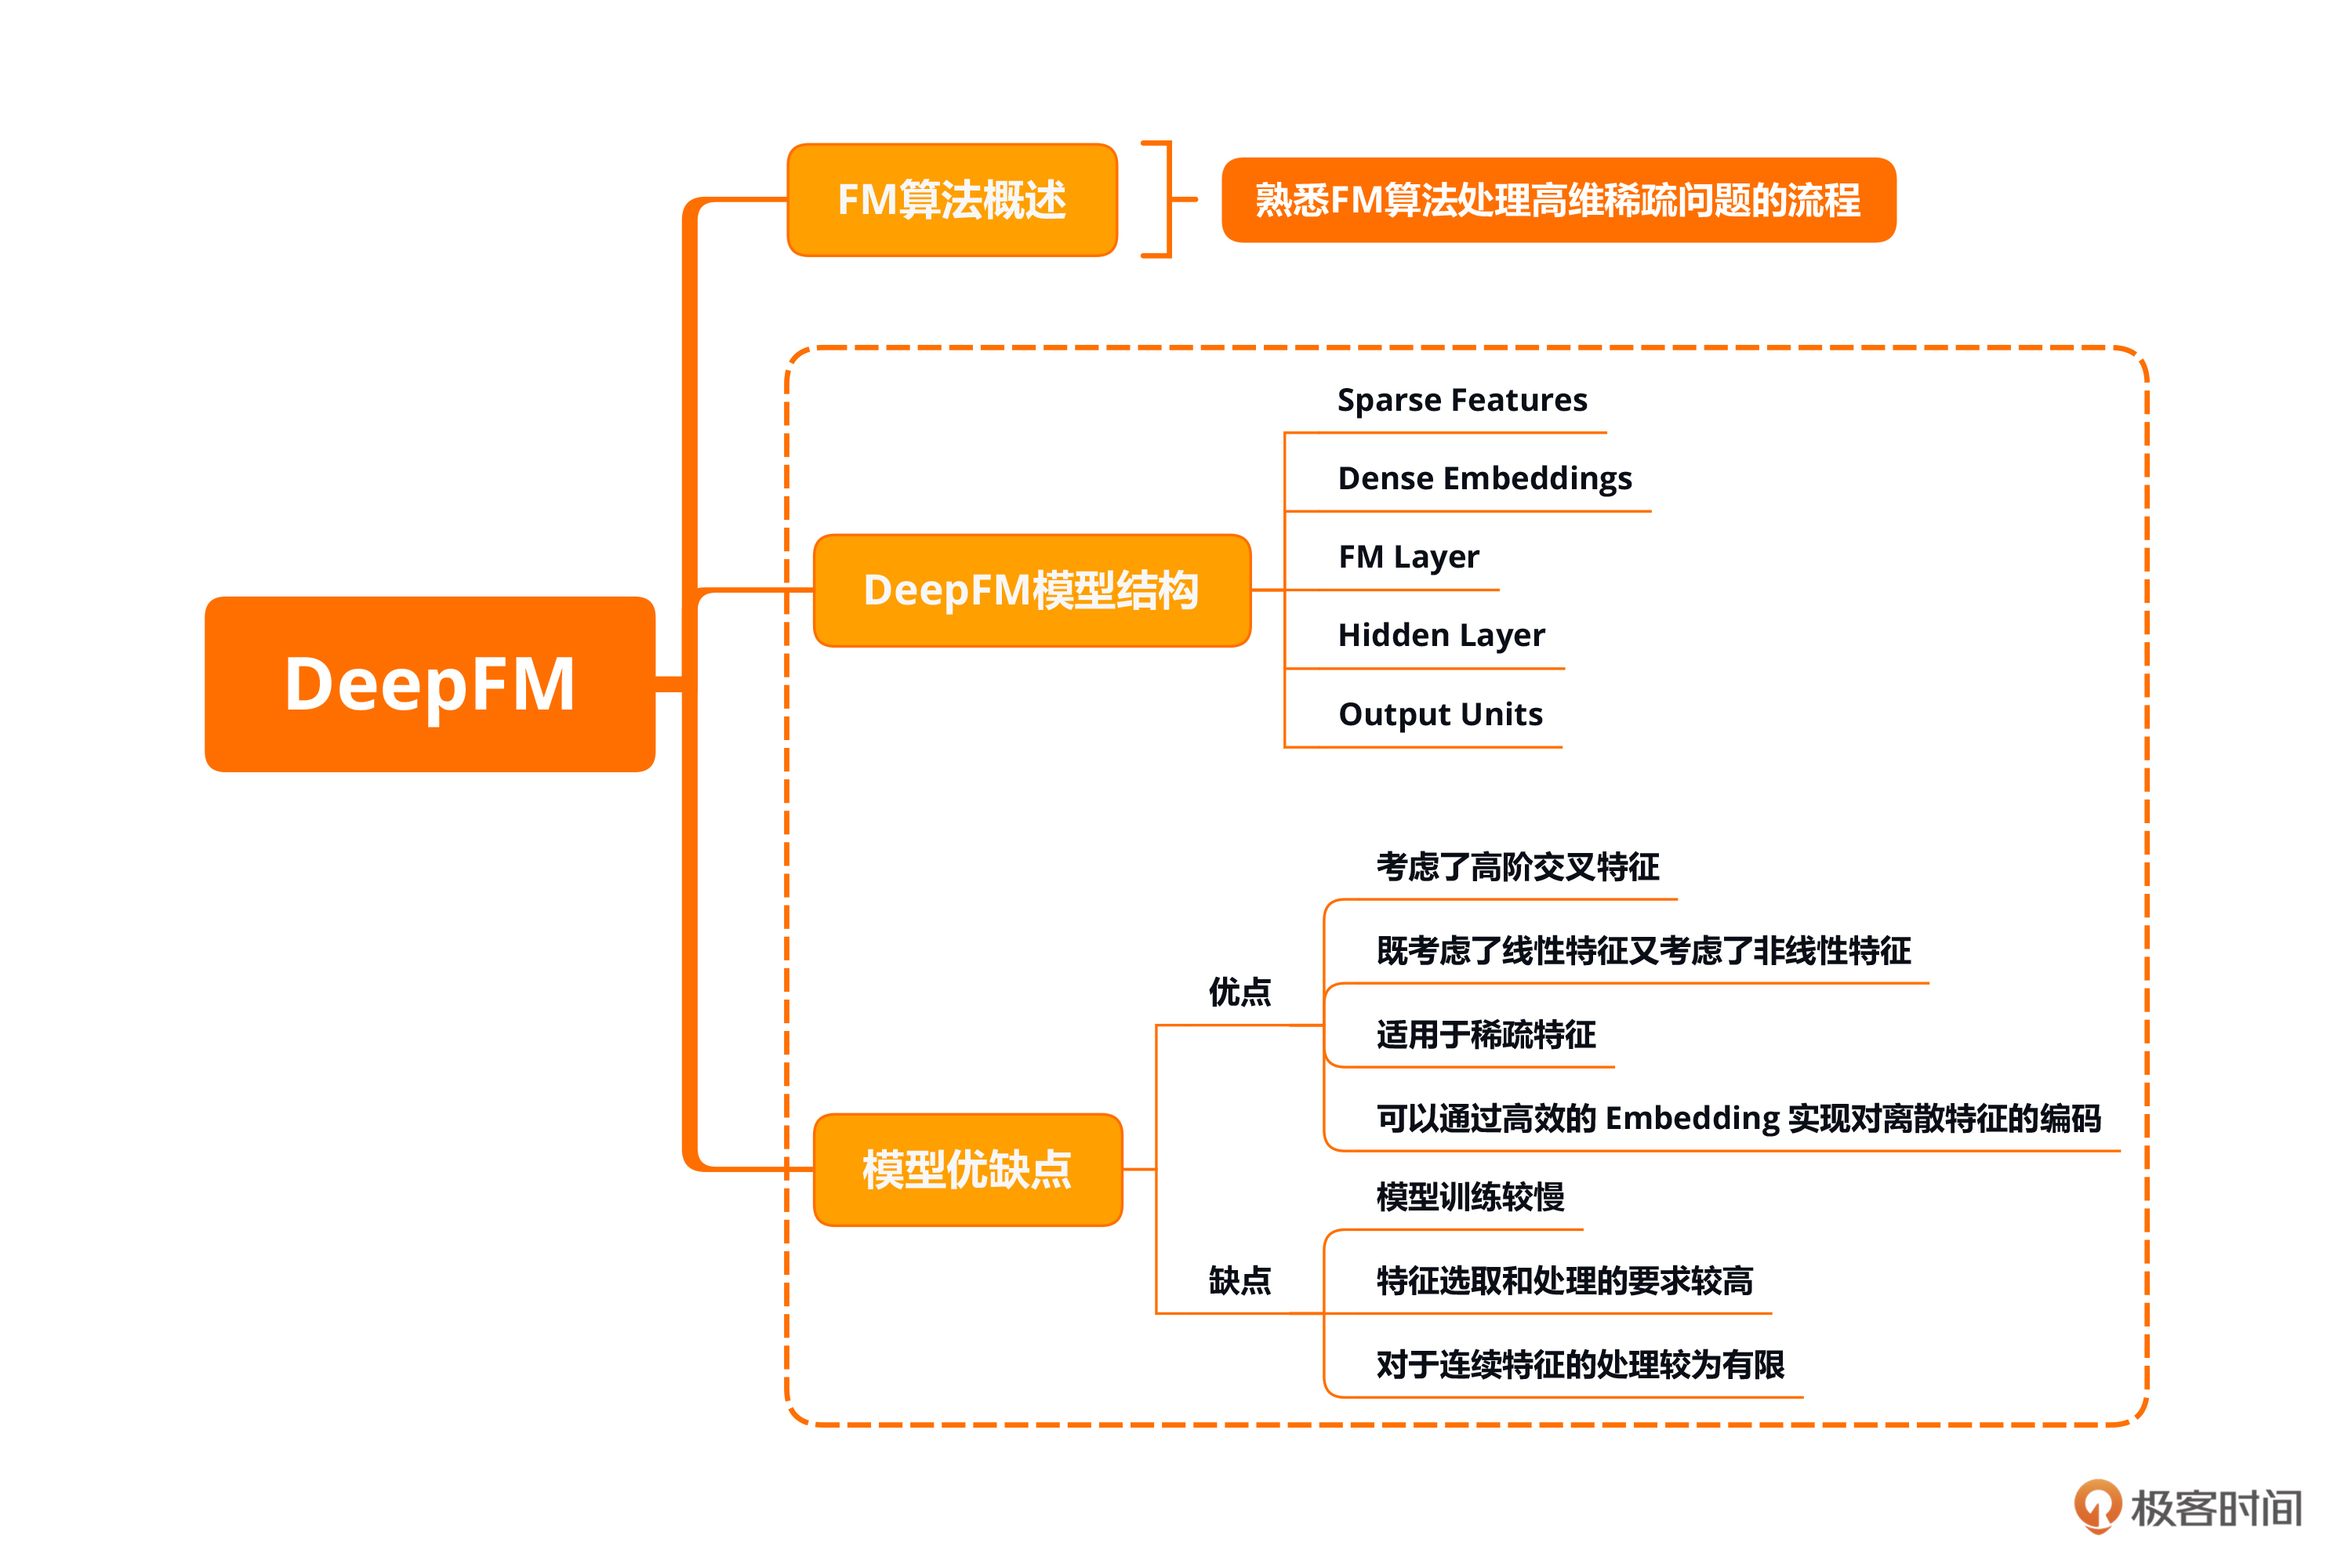 DeepFM
FM算法概述
熟悉FM算法处理高维稀疏问题的流程
DeepFM模型结构
Sparse Features
Dense Embeddings
FM Layer
Hidden Layer
Output Units
模型优缺点
优点
考虑了高阶交叉特征
既考虑了线性特征又考虑了非线性特征
适用于稀疏特征
可以通过高效的 Embedding 实现对离散特征的编码
缺点
模型训练较慢
特征选取和处理的要求较高
对于连续特征的处理较为有限
极客时间